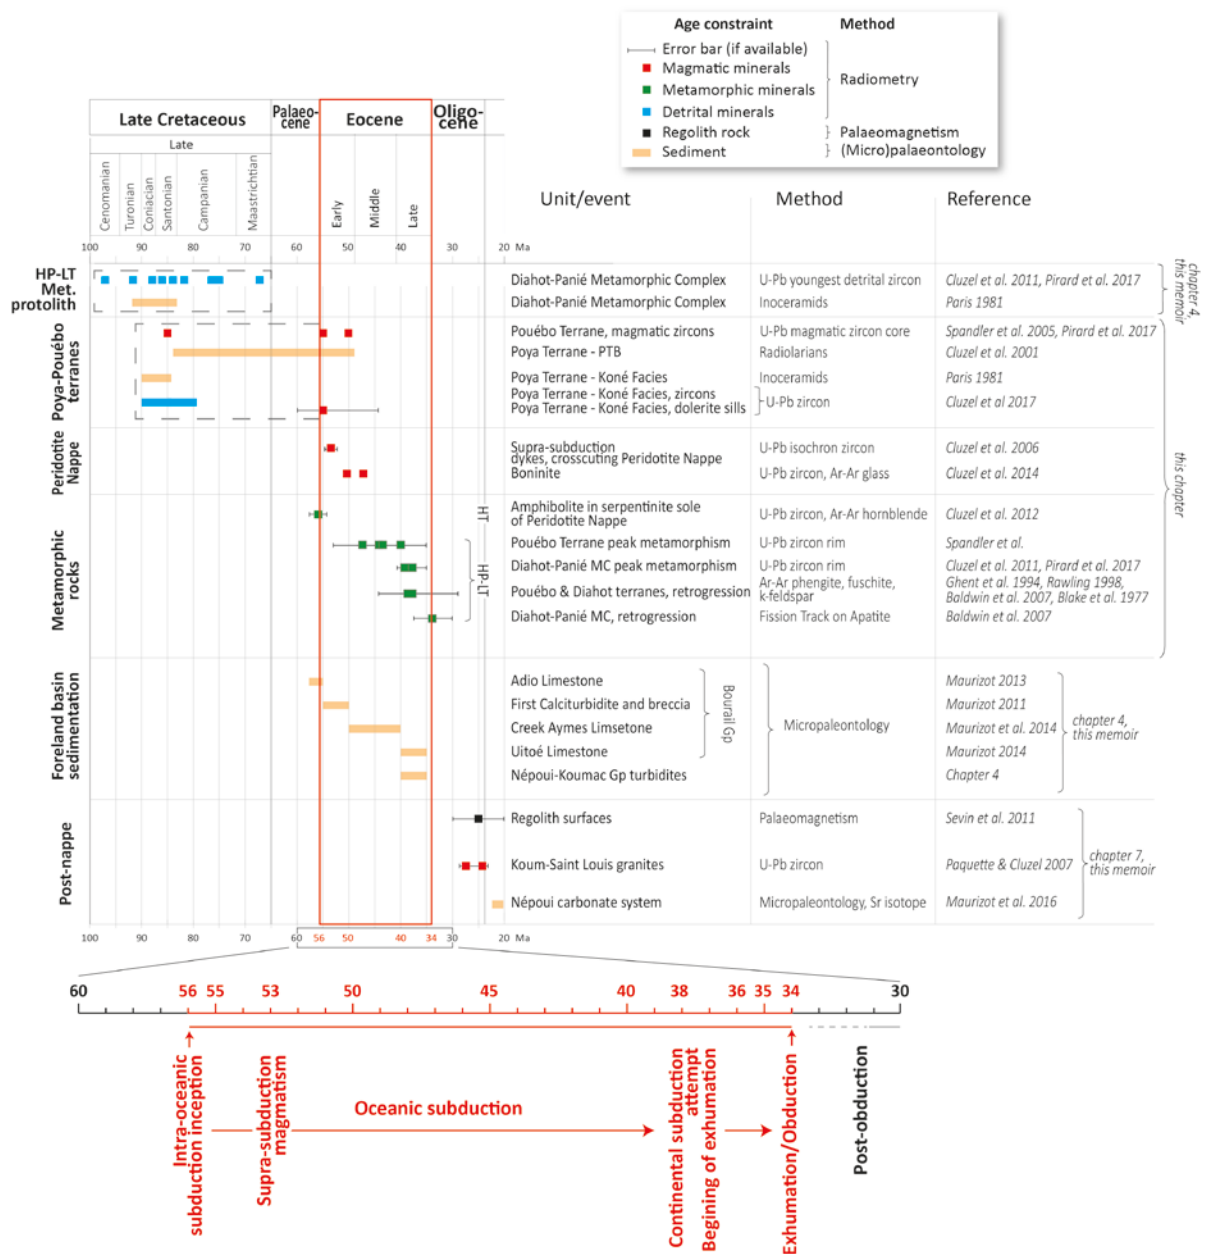 Age constraint Method
Error bar (if available)
Magmatic minerals
Metamorphic minerals
Radiometry
Detrital minerals
Regolith rock Palaeomagnetism
Sediment (Micro)palaeontology
Late Cretaceous
Palaeo-
cene
Eocene
Oligo-
cene
Late
Cenomanian
Turonian
Coniacian
Santonian
Campanian
Maastrichtian
Early
Middle
Late
100 90 80 70 60 50 40 30 20 Ma
Unit/event Method Reference
HP-LT
Met.
protolith
Diahot-Panié Metamorphic Complex U-Pb youngest detrital zircon Cluzel et al. 2011, Pirard et al. 2017
Diahot-Panié Metamorphic Complex Inoceramids Paris 1981
chapter 4,
this memoir
Poya-Pouébo
terranes
Pouébo Terrane, magmatic zircons U-Pb magmatic zircon core Spandler et al. 2005, Pirard et al. 2017
Poya Terrane - PTB Radiolarians Cluzel et al. 2001
Poya Terrane - Koné Facies Inoceramids Paris 1981
Poya Terrane - Koné Facies, zircons
Poya Terrane - Koné Facies, dolerite sills
U-Pb zircon Cluzel et al 2017
Peridotite
Nappe
Supra-subduction
dykes, crosscuting Peridotite Nappe
U-Pb isochron zircon Cluzel et al. 2006
Boninite U-Pb zircon, Ar-Ar glass Cluzel et al. 2014
this chapter
Metamorphic
rocks
HT
Amphibolite in serpentinite sole
of Peridotite Nappe
U-Pb zircon, Ar-Ar hornblende Cluzel et al. 2012
HP-LT
Pouébo Terrane peak metamorphism U-Pb zircon rim Spandler et al.
Diahot-Panié MC peak metamorphism U-Pb zircon rim Cluzel et al. 2011, Pirard et al. 2017
Pouébo & Diahot terranes, retrogression
Ar-Ar phengite, fuschite,
k-feldspar
Ghent et al. 1994, Rawling 1998,
Baldwin et al. 2007, Blake et al. 1977
Diahot-Panié MC, retrogression Fission Track on Apatite Baldwin et al. 2007
Foreland basin
sedimentation
Adio Limestone Maurizot 2013
First Calciturbidite and breccia Maurizot 2011
Creek Aymes Limsetone Maurizot et al. 2014
Uitoé Limestone Maurizot 2014
Népoui-Koumac Gp turbidites Chapter 4
Bourail Gp
Micropaleontology
chapter 4,
this memoir
Post-nappe
Regolith surfaces Palaeomagnetism Sevin et al. 2011
Koum-Saint Louis granites U-Pb zircon Paquette & Cluzel 2007
Népoui carbonate system Micropaleontology, Sr isotope Maurizot et al. 2016
chapter 7,
this memoir
100 90 80 70 60 56 50 40 34 30 20 Ma
60 56 55 53 50 45 40 38 36 35 34 30
Intra-oceanic
subduction inception
Supra-subduction
magmatism
Oceanic subduction
Continental subduction
attempt
Begining of exhumation
Exhumation/Obduction
Post-obduction